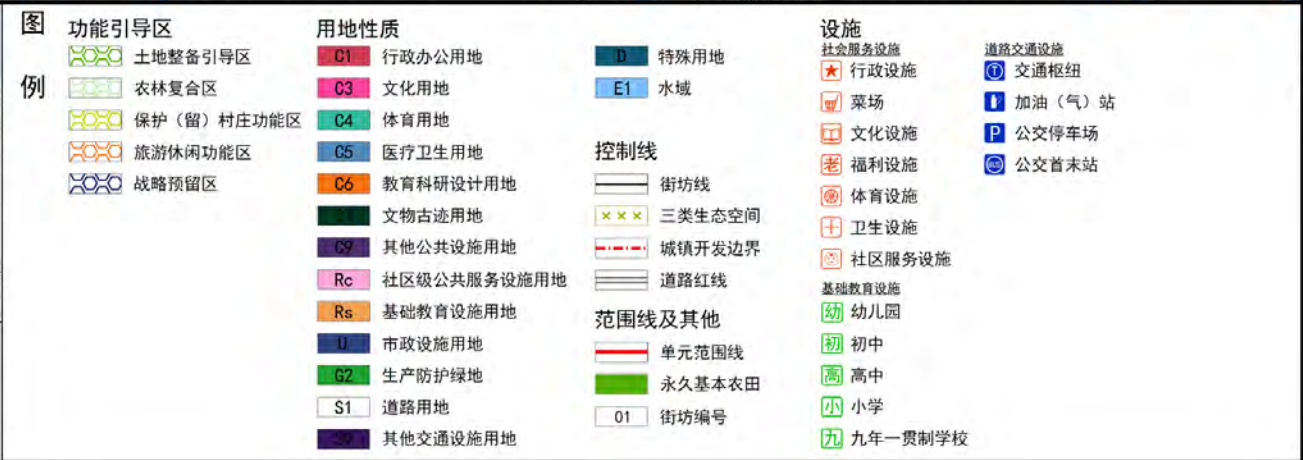 图例
功能引导区
土地整备引导区
农林复合区
保护（留）村庄功能区
旅游休闲功能区
战略预留区
用地性质
C1 行政办公用地
C3 文化用地
C4 体育用地
C5 医疗卫生用地
C6 教育科研设计用地
文物古迹用地
C9 其他公共设施用地
Rc 社区级公共服务设施用地
Rs 基础教育设施用地
U 市政设施用地
G2 生产防护绿地
S1 道路用地
其他交通设施用地
D 特殊用地
E1 水域
控制线
街坊线
三类生态空间
城镇开发边界
道路红线
范围线及其他
单元范围线
永久基本农田
01 街坊编号
设施
社会服务设施
行政设施
菜场
文化设施
老 福利设施
体育设施
卫生设施
社区服务设施
基础教育设施
幼 幼儿园
初 初中
高 高中
小 小学
九 九年一贯制学校
道路交通设施
T 交通枢纽
加油（气）站
P 公交停车场
BUS 公交首末站